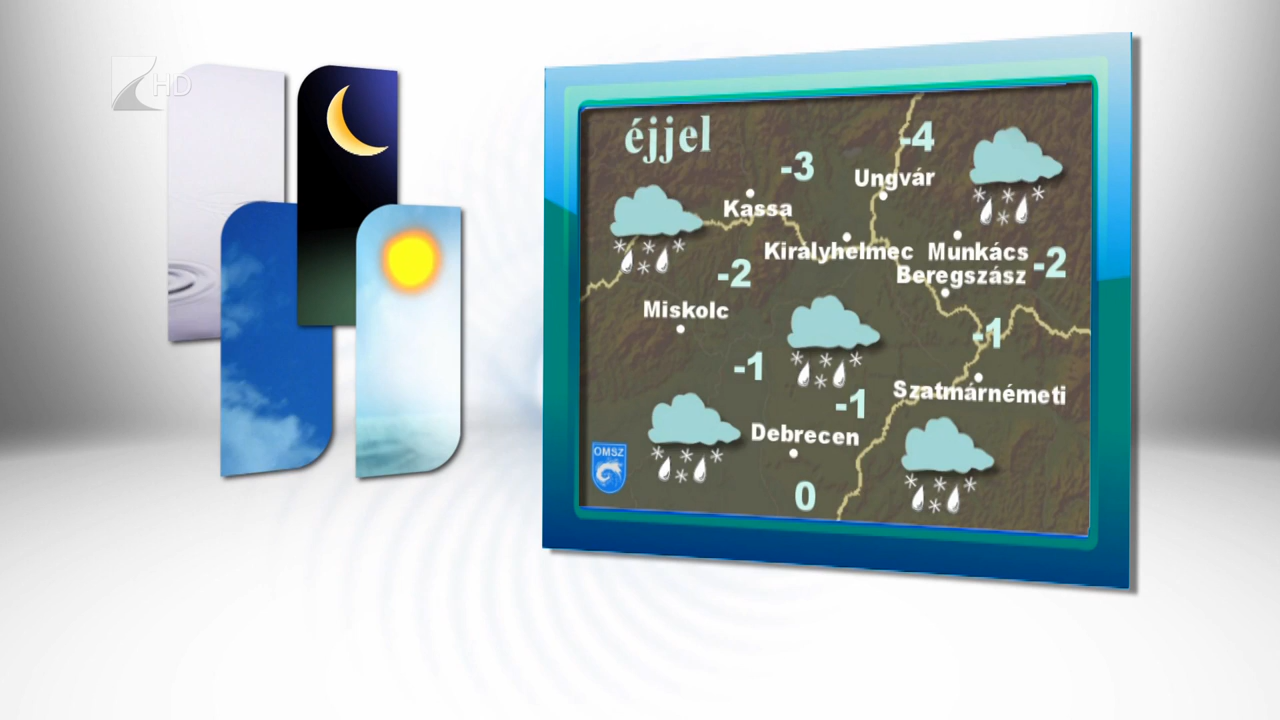 HD
éjjel
-4
-3
Ungvár
Kassa
Királyhelmec
Munkács
-2
-2
Beregszász
Miskolc
-1
-1
Szatmárnémeti
-1
Debrecen
OMSZ
0